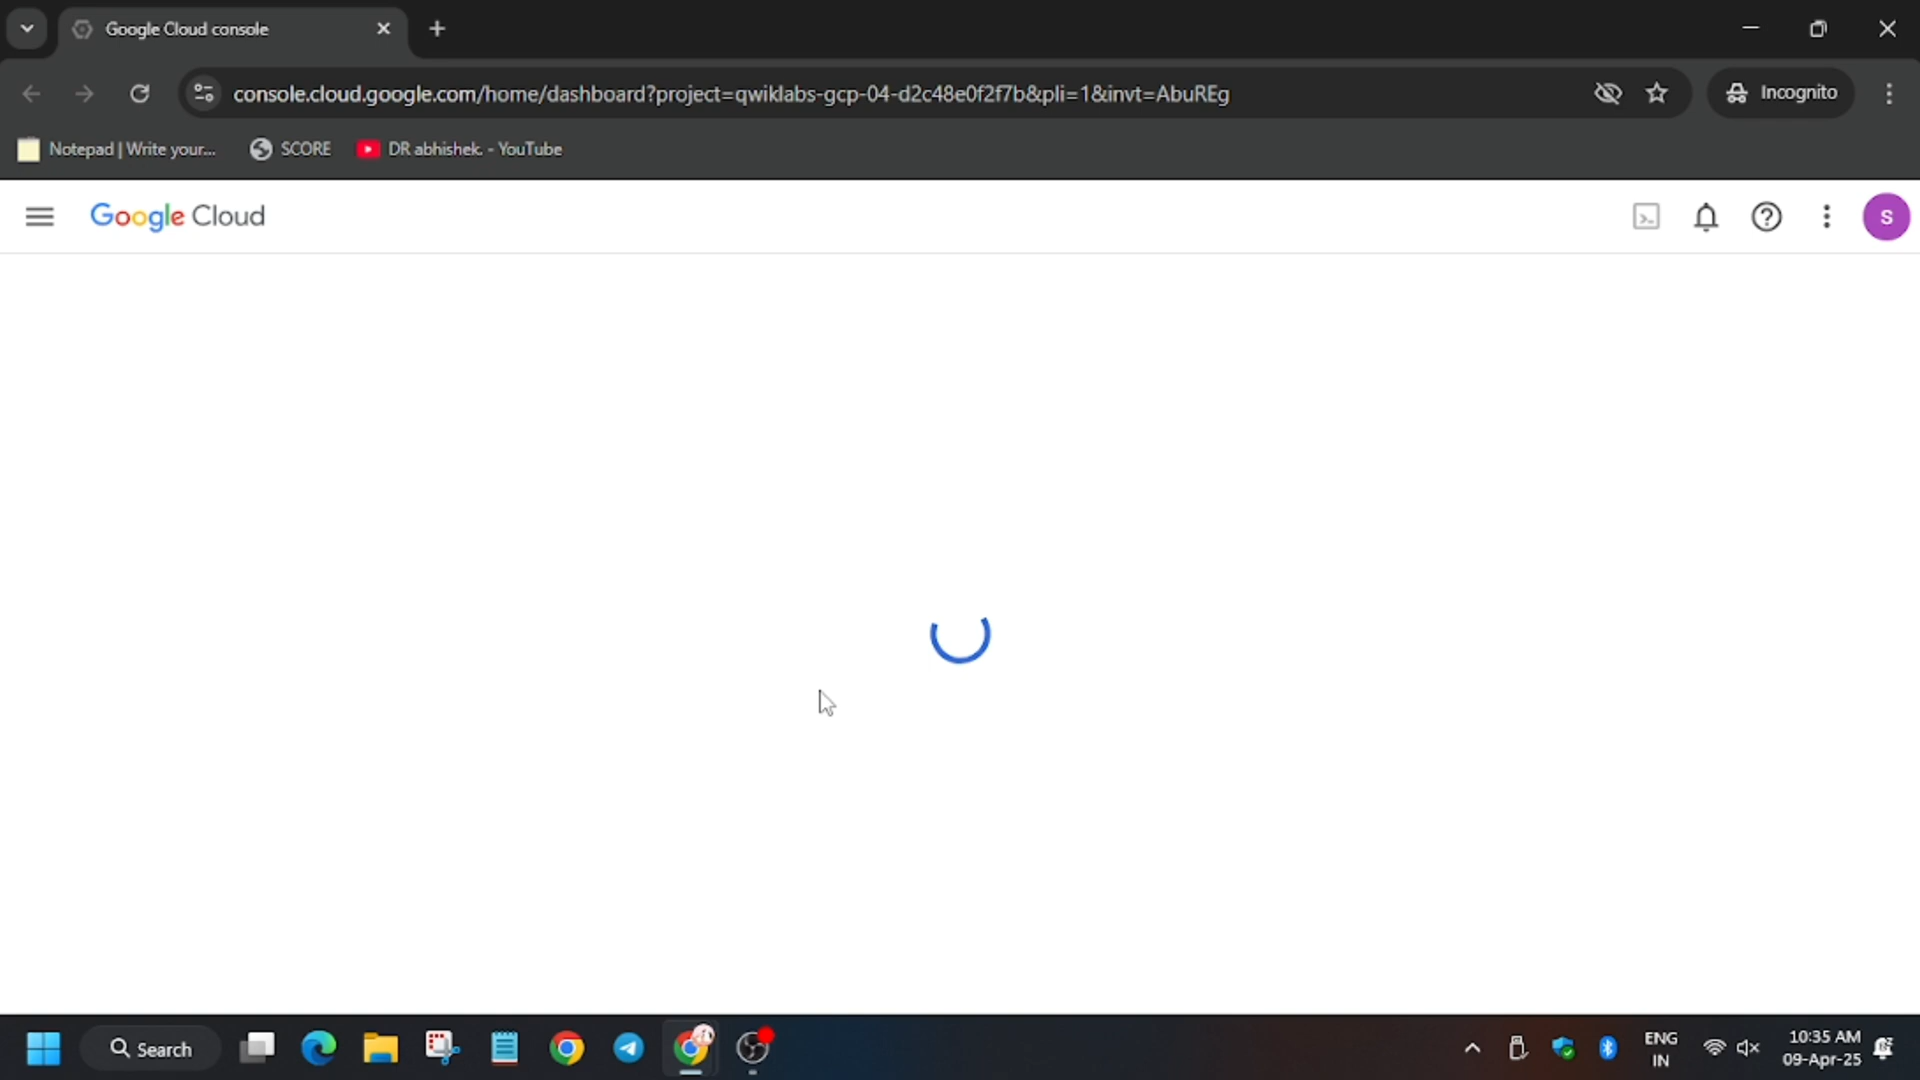 Google Cloud console
console.cloud.google.com/home/dashboard?project=qwiklabs-gcp-04-d2c48e0f2f7b&pli=1&invt=AbuREg
Incognito
Notepad | Write your...
SCORE
DR abhishek. - YouTube
Google Cloud
S
Search
ENG
IN
10:35 AM
09-Apr-25